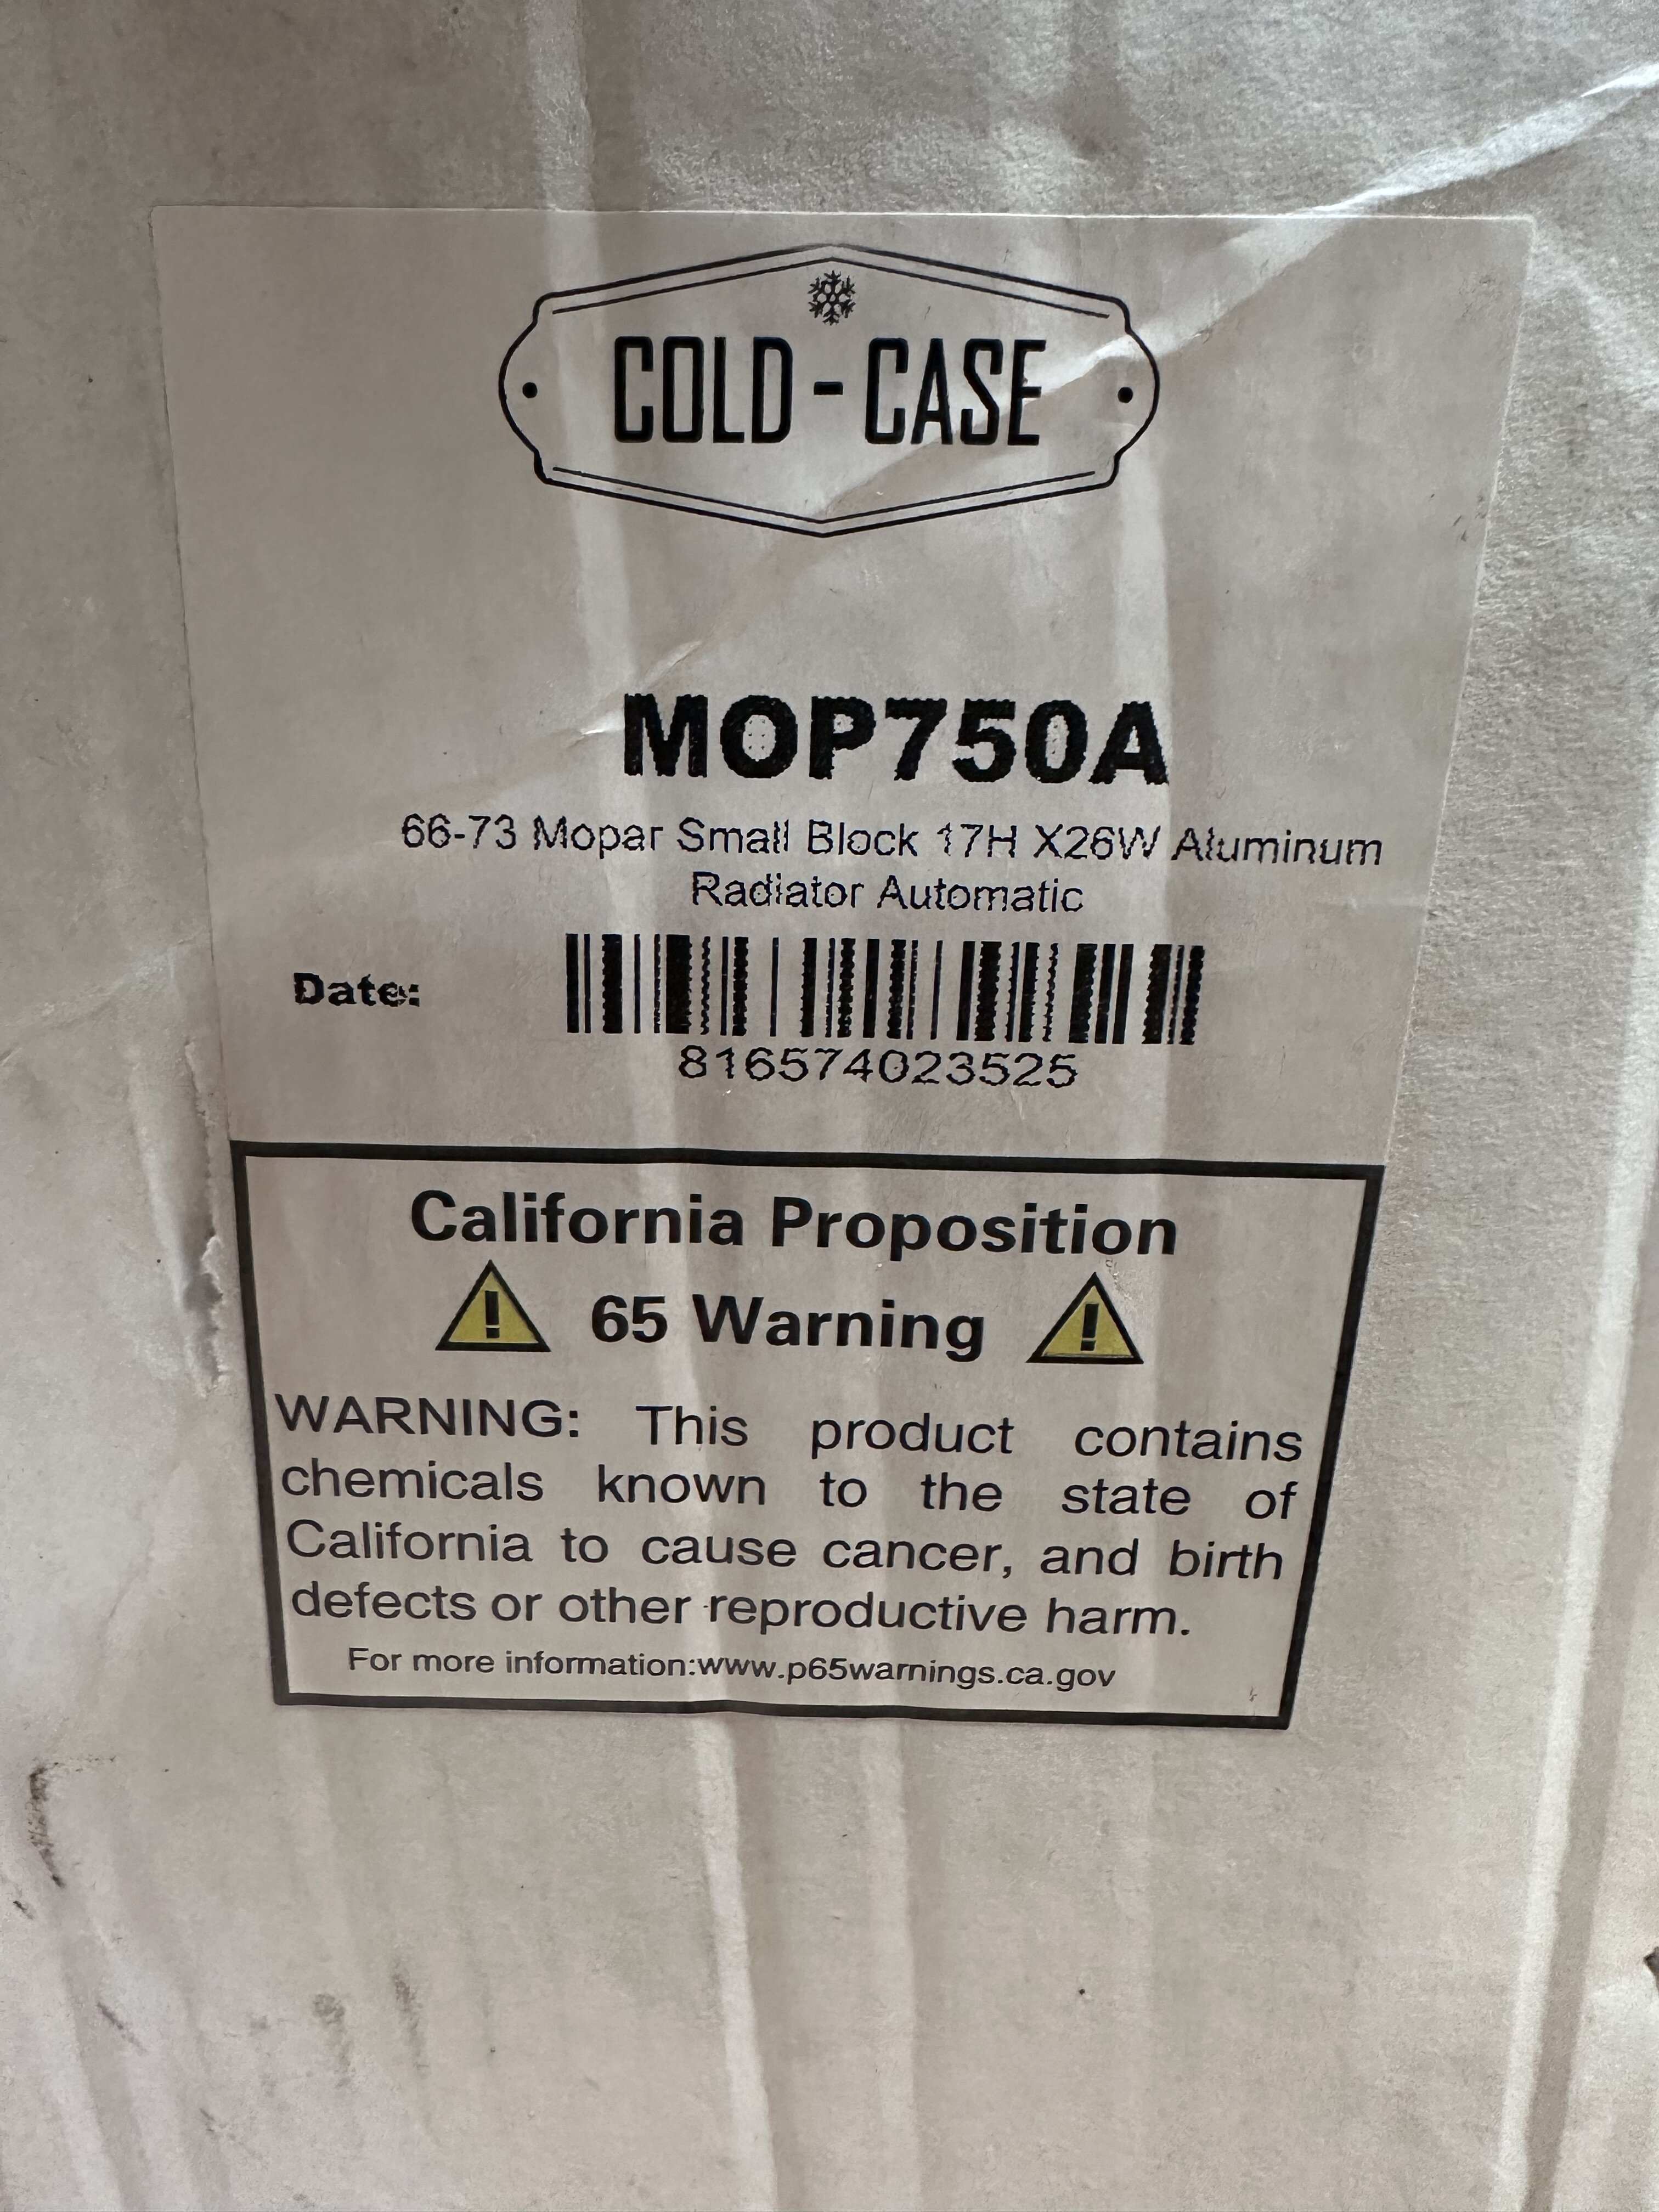 COLD-CASE
MOP750A
66-73 Mopar Small Block 17H X26W Aluminum
Radiator Automatic
Date:
816574023525
California Proposition
65 Warning
WARNING: This product contains
chemicals known to the state of
California to cause cancer, and birth
defects or other reproductive harm.
For more information:www.p65warnings.ca.gov